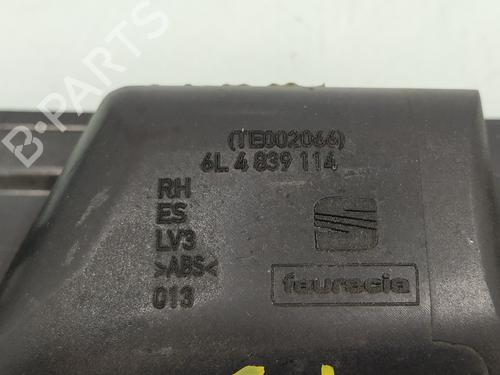 (TE002066)
6L 4 839 114
RH
ES
LV3
>ABS<
013
faurecia
B-PARTS